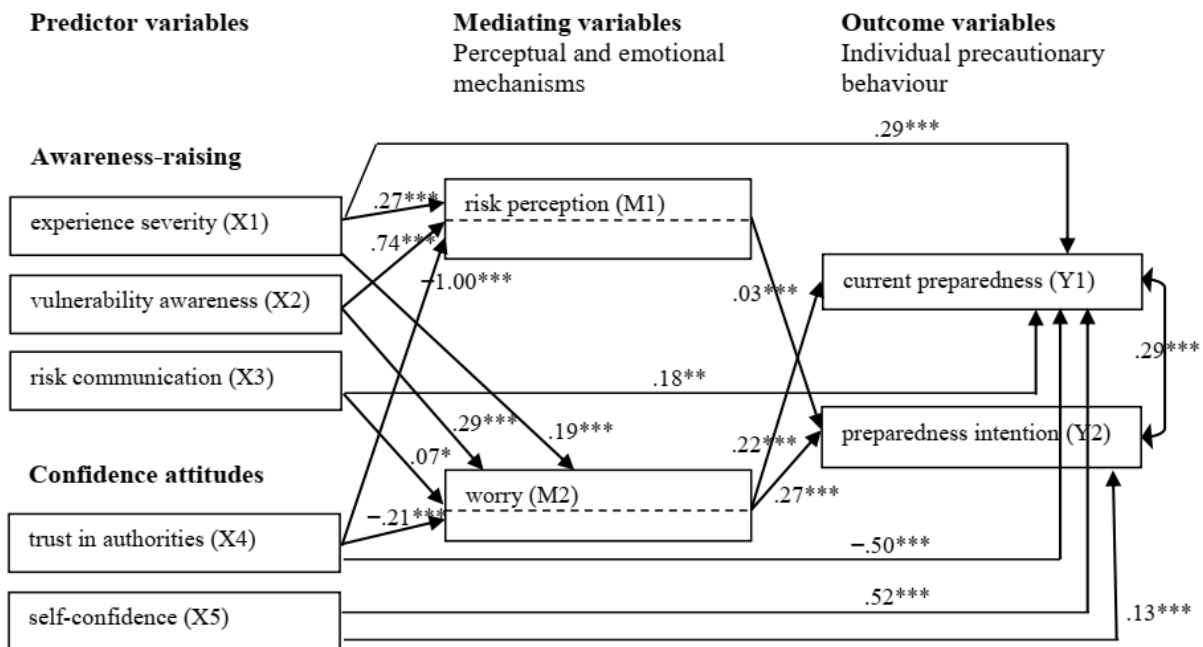 Predictor variables
Mediating variables
Perceptual and emotional
mechanisms
Outcome variables
Individual precautionary
behaviour
.29***
Awareness-raising
experience severity (X1)
.27***
risk perception (M1)
.74***
vulnerability awareness (X2)
−1.00***
.03***
current preparedness (Y1)
.29***
risk communication (X3)
.18**
.29***
.19***
.07*
.22***
preparedness intention (Y2)
Confidence attitudes
worry (M2)
.27***
−.21***
trust in authorities (X4)
−.50***
self-confidence (X5)
.52***
.13***